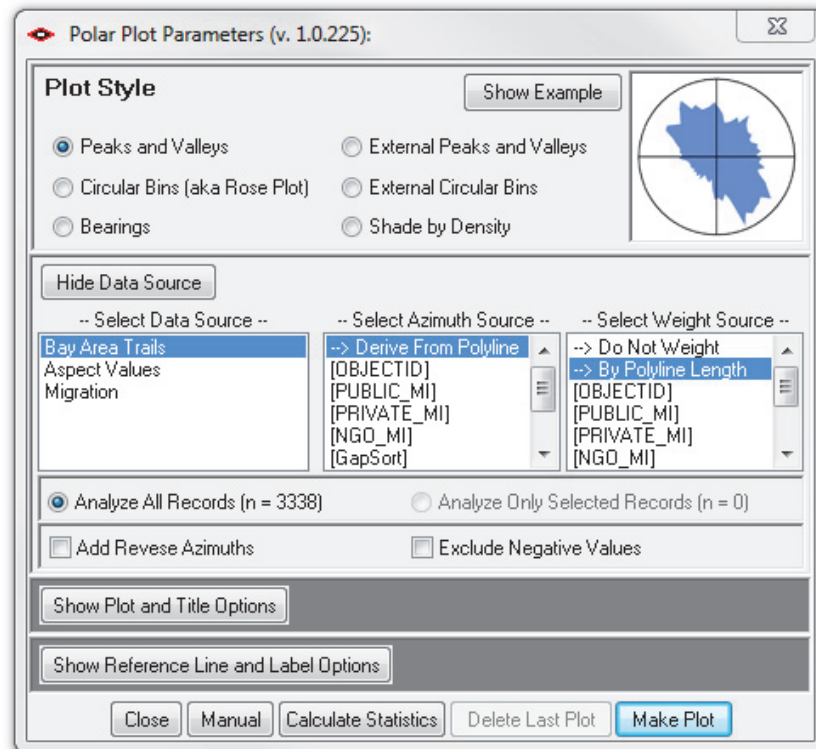 Polar Plot Parameters (v. 1.0.225):
Plot Style
Show Example
Peaks and Valleys
External Peaks and Valleys
Circular Bins (aka Rose Plot)
External Circular Bins
Bearings
Shade by Density
Hide Data Source
-- Select Data Source --
-- Select Azimuth Source --
-- Select Weight Source --
Bay Area Trails
Aspect Values
Migration
--> Derive From Polyline
[OBJECTID]
[PUBLIC_MI]
[PRIVATE_MI]
[NGO_MI]
[GapSort]
--> Do Not Weight
--> By Polyline Length
[OBJECTID]
[PUBLIC_MI]
[PRIVATE_MI]
[NGO_MI]
Analyze All Records (n = 3338)
Analyze Only Selected Records (n = 0)
Add Revese Azimuths
Exclude Negative Values
Show Plot and Title Options
Show Reference Line and Label Options
Close
Manual
Calculate Statistics
Delete Last Plot
Make Plot